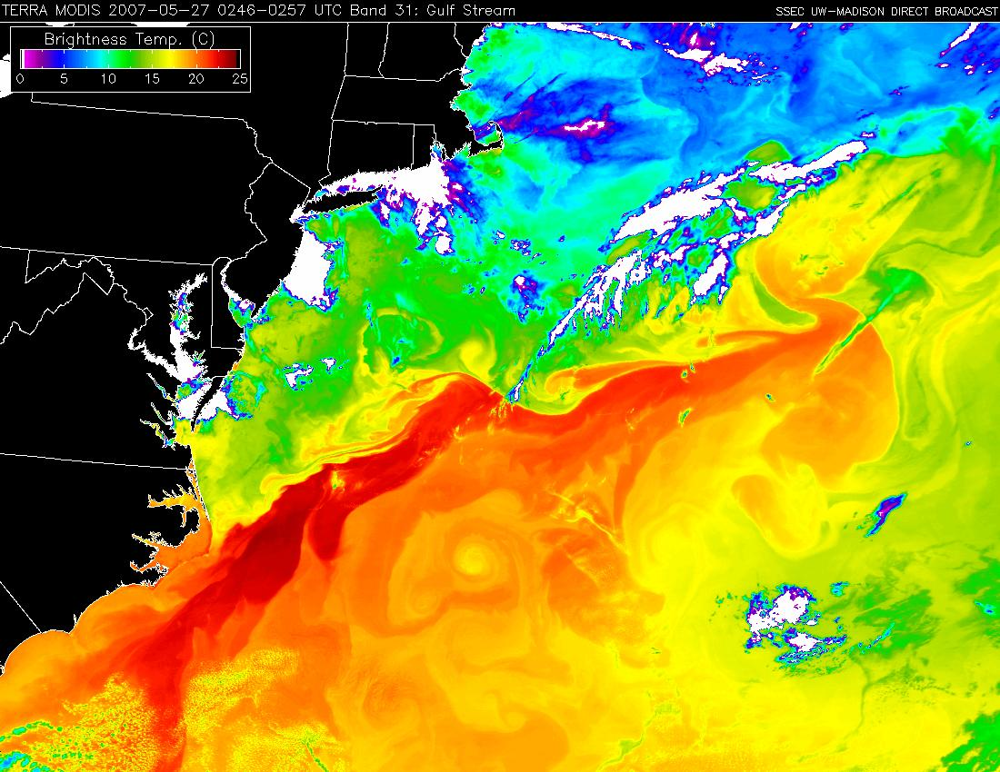 TERRA MODIS 2007-05-27 0246-0257 UTC Band 31: Gulf Stream
SSEC UW-MADISON DIRECT BROADCAST
Brightness Temp. (C)
0 5 10 15 20 25